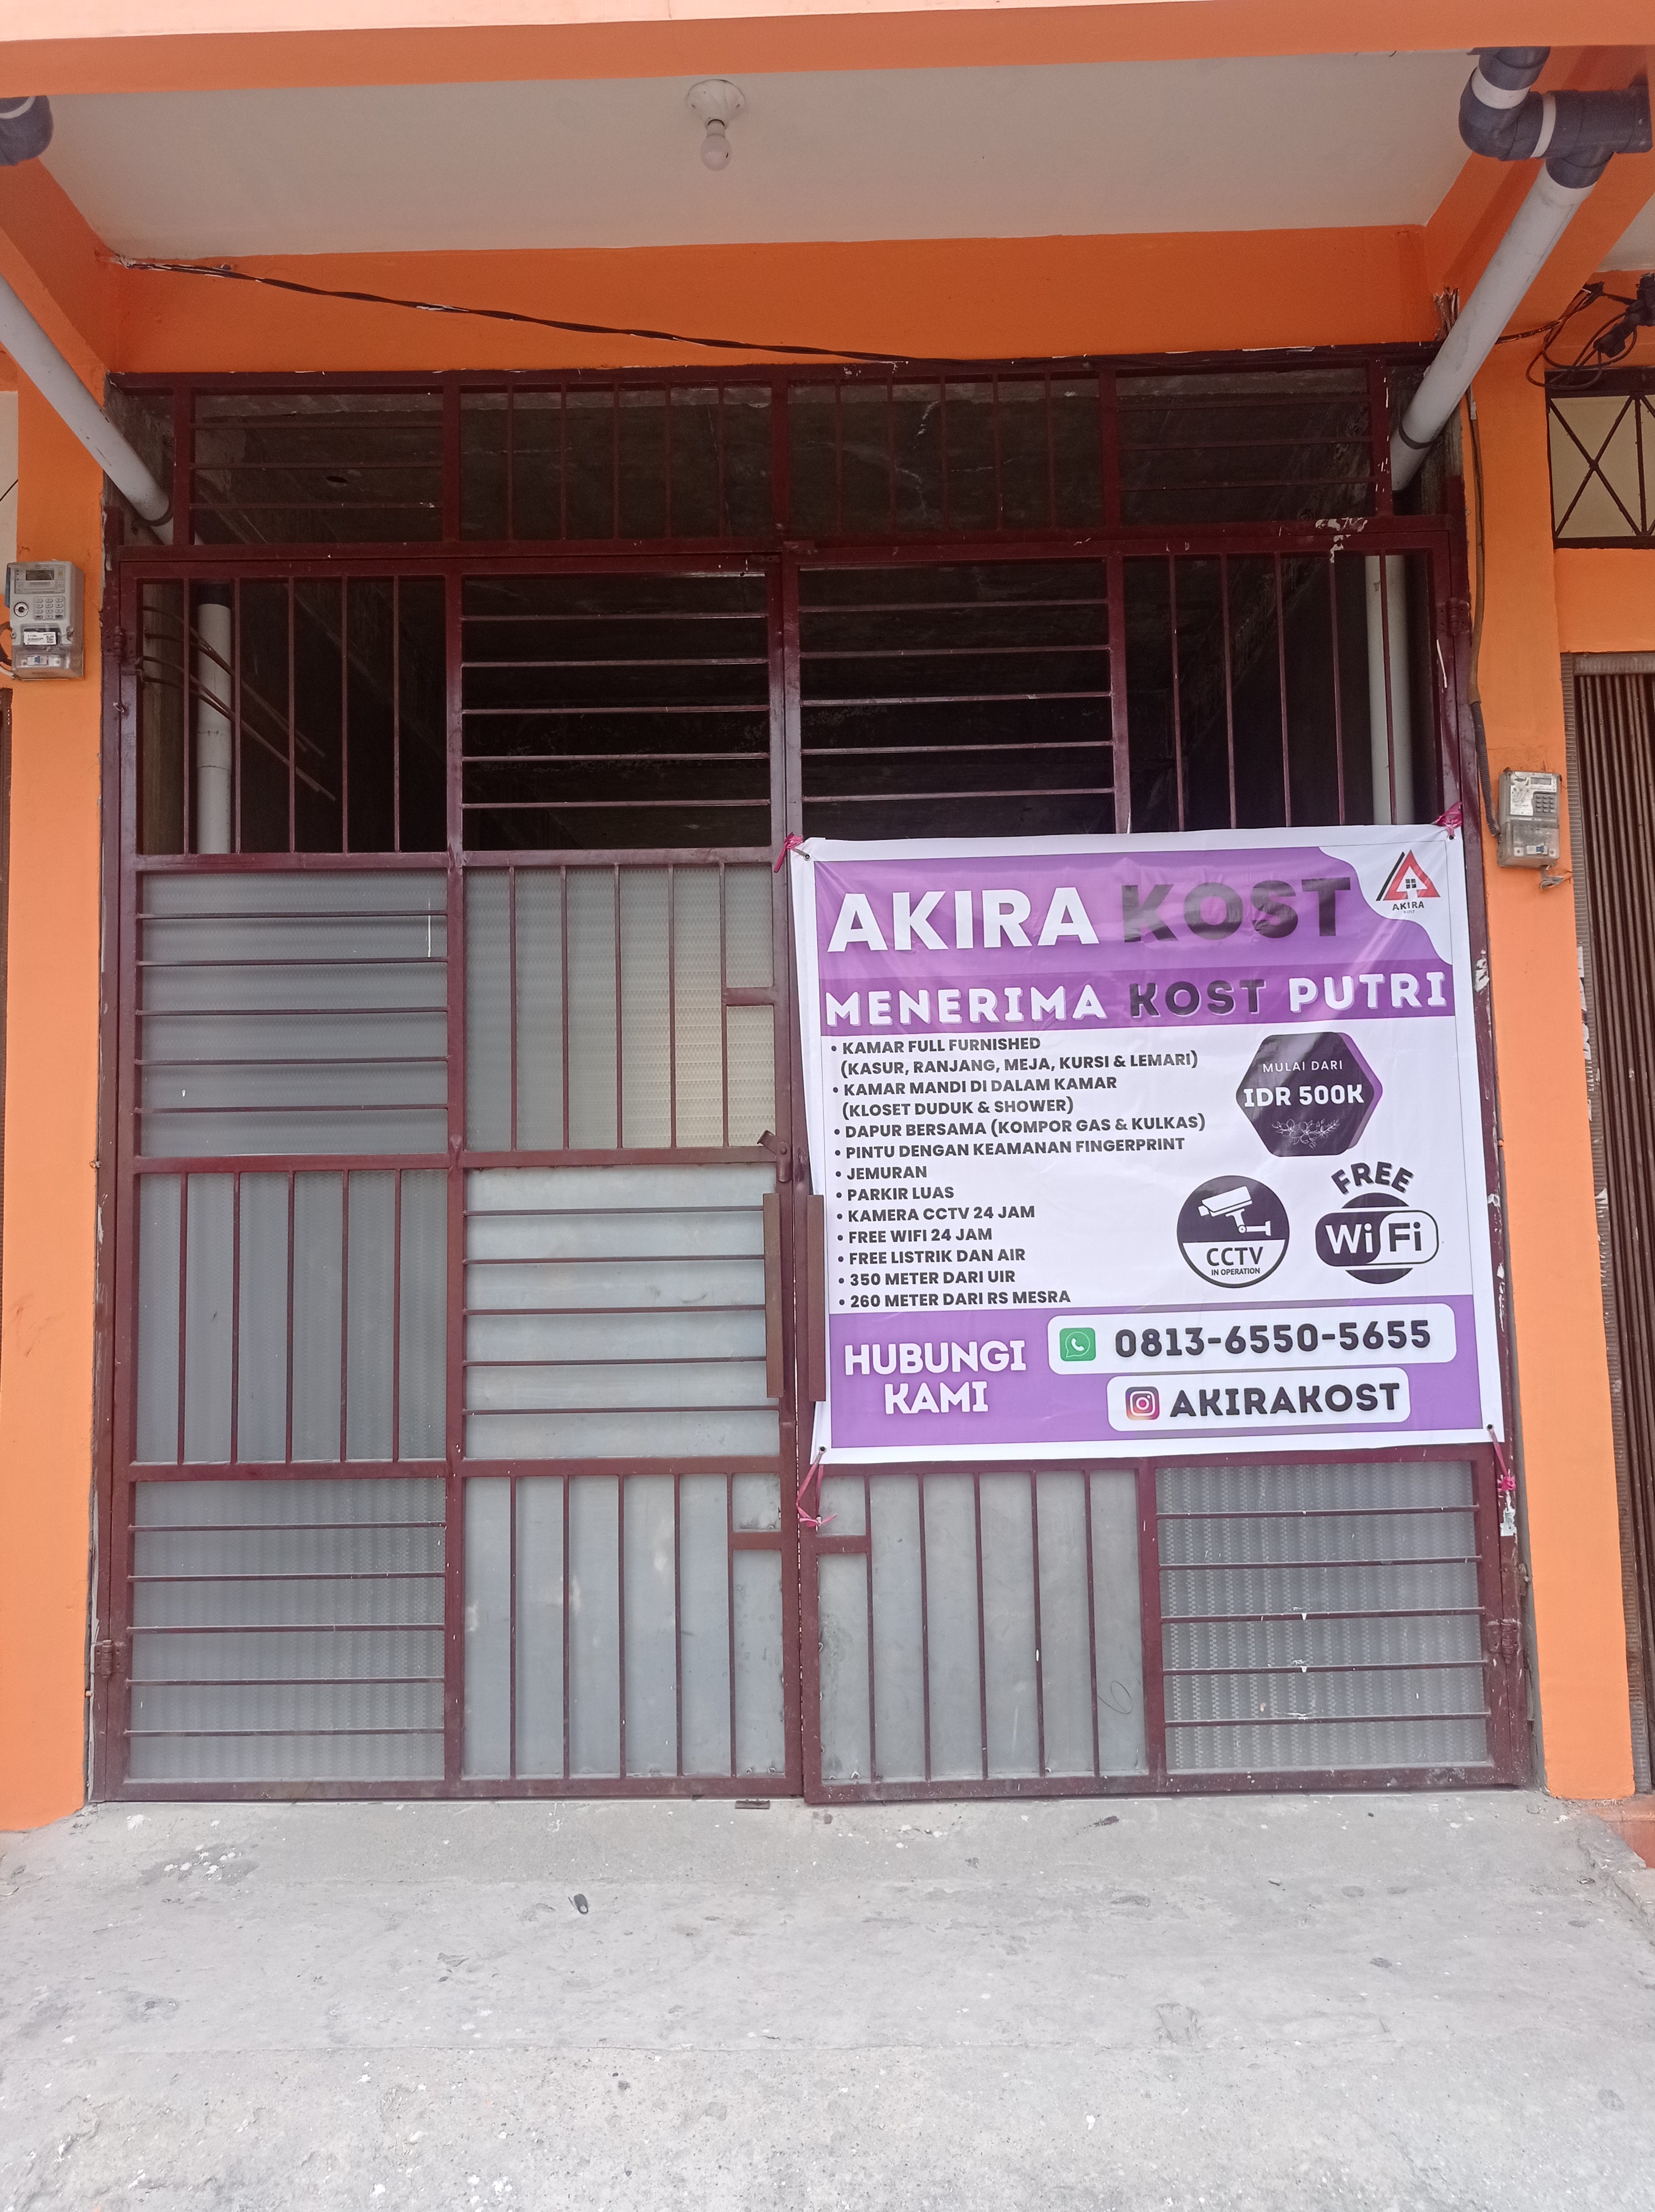 AKIRA KOST
AKIRA
MENERIMA KOST PUTRI
• KAMAR FULL FURNISHED
(KASUR, RANJANG, MEJA, KURSI & LEMARI)
• KAMAR MANDI DI DALAM KAMAR
(KLOSET DUDUK & SHOWER)
• DAPUR BERSAMA (KOMPOR GAS & KULKAS)
• PINTU DENGAN KEAMANAN FINGERPRINT
• JEMURAN
• PARKIR LUAS
• KAMERA CCTV 24 JAM
• FREE WIFI 24 JAM
• FREE LISTRIK DAN AIR
• 350 METER DARI UIR
• 260 METER DARI RS MESRA
MULAI DARI
IDR 500K
CCTV
IN OPERATION
FREE
WiFi
HUBUNGI
KAMI
0813-6550-5655
AKIRAKOST